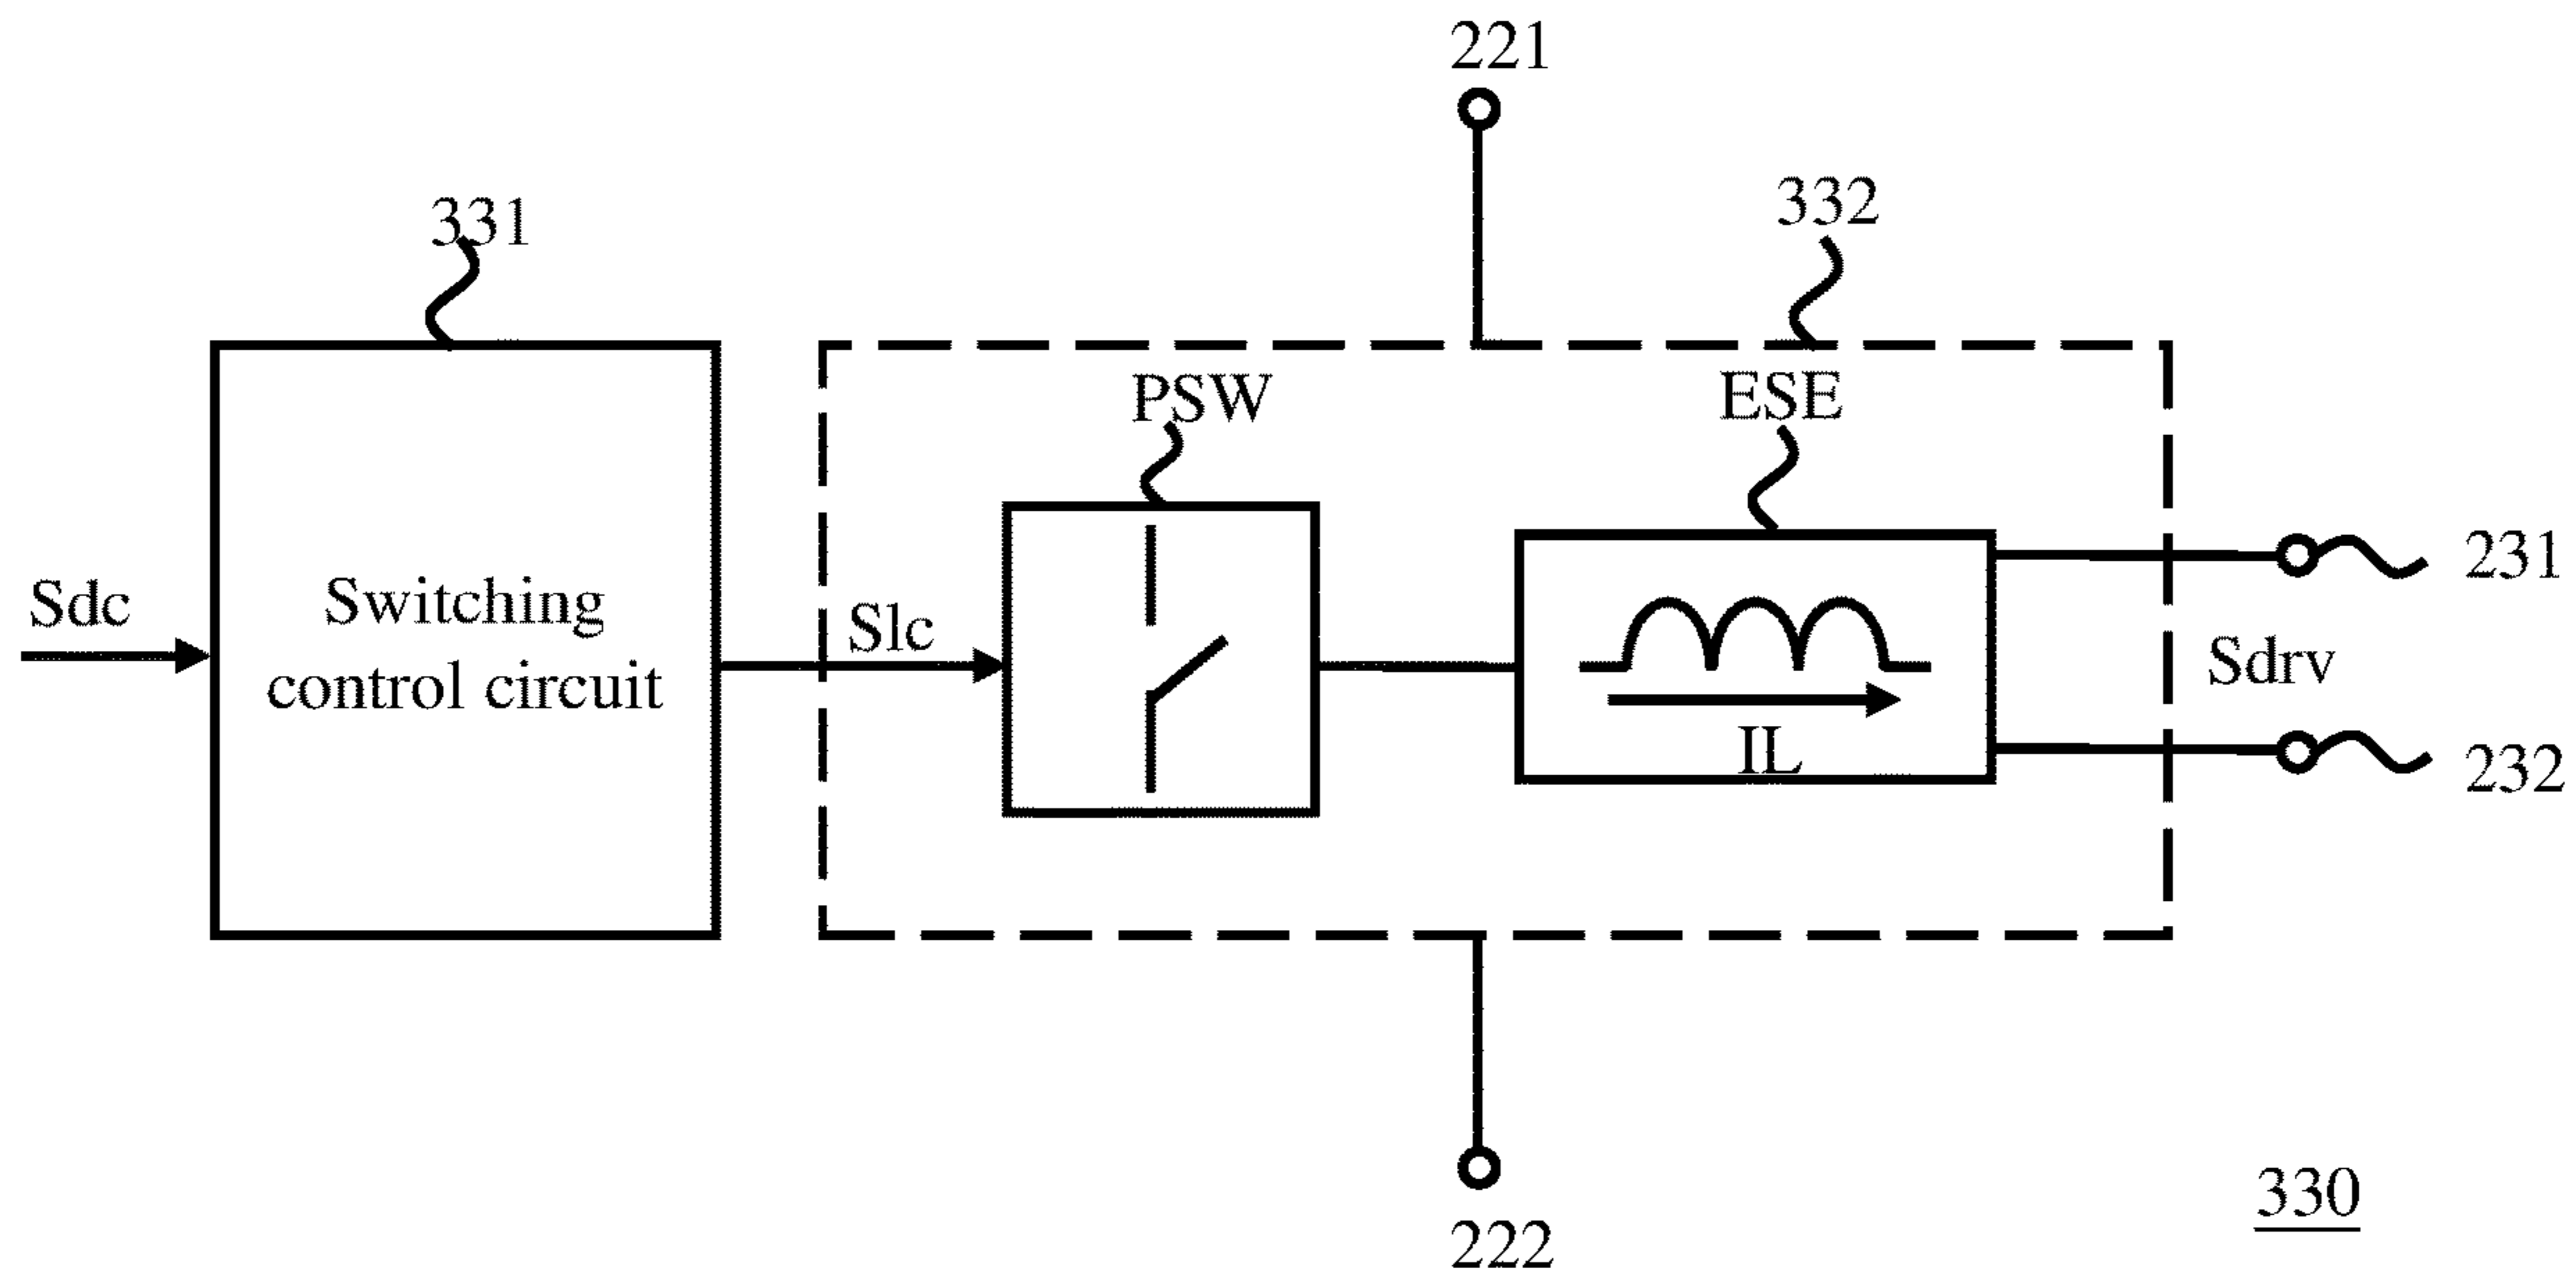 221
331
332
PSW
ESE
Sdc
Switching
control circuit
Slc
IL
231
Sdrv
232
222
330